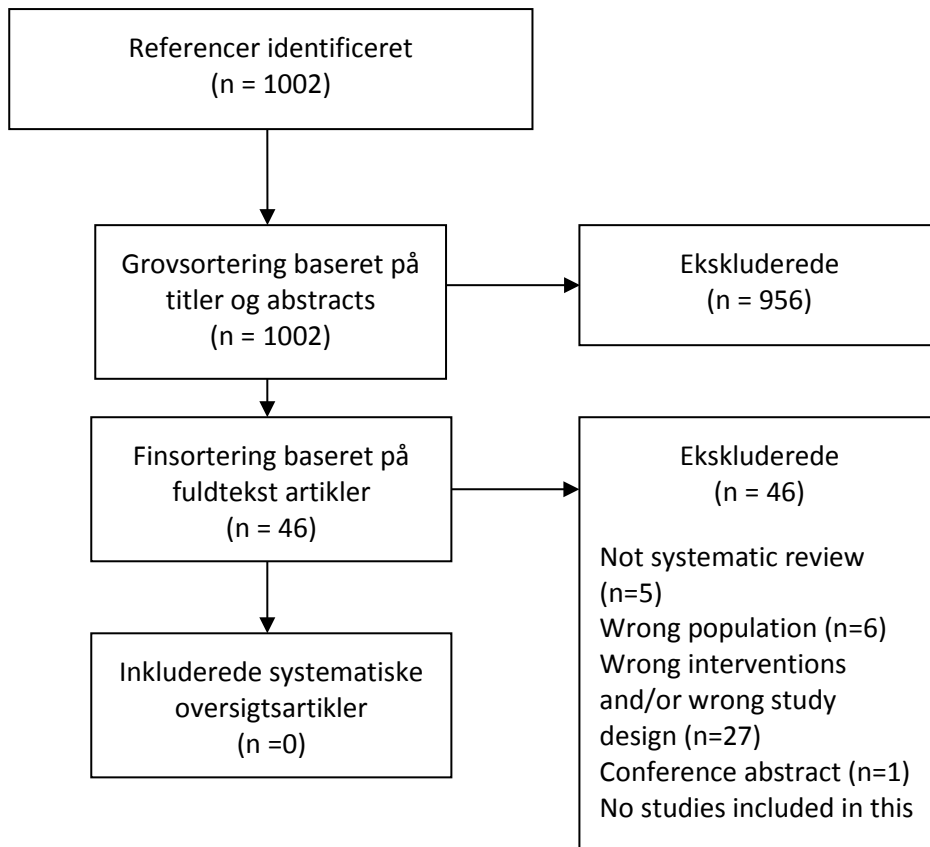 Referencer identificeret
(n = 1002)
Grovsortering baseret på
titler og abstracts
(n = 1002)
Ekskluderede
(n = 956)
Finsortering baseret på
fuldtekst artikler
(n = 46)
Ekskluderede
(n = 46)
Not systematic review
(n=5)
Wrong population (n=6)
Wrong interventions
and/or wrong study
design (n=27)
Conference abstract (n=1)
No studies included in this
Inkluderede systematiske
oversigtsartikler
(n =0)